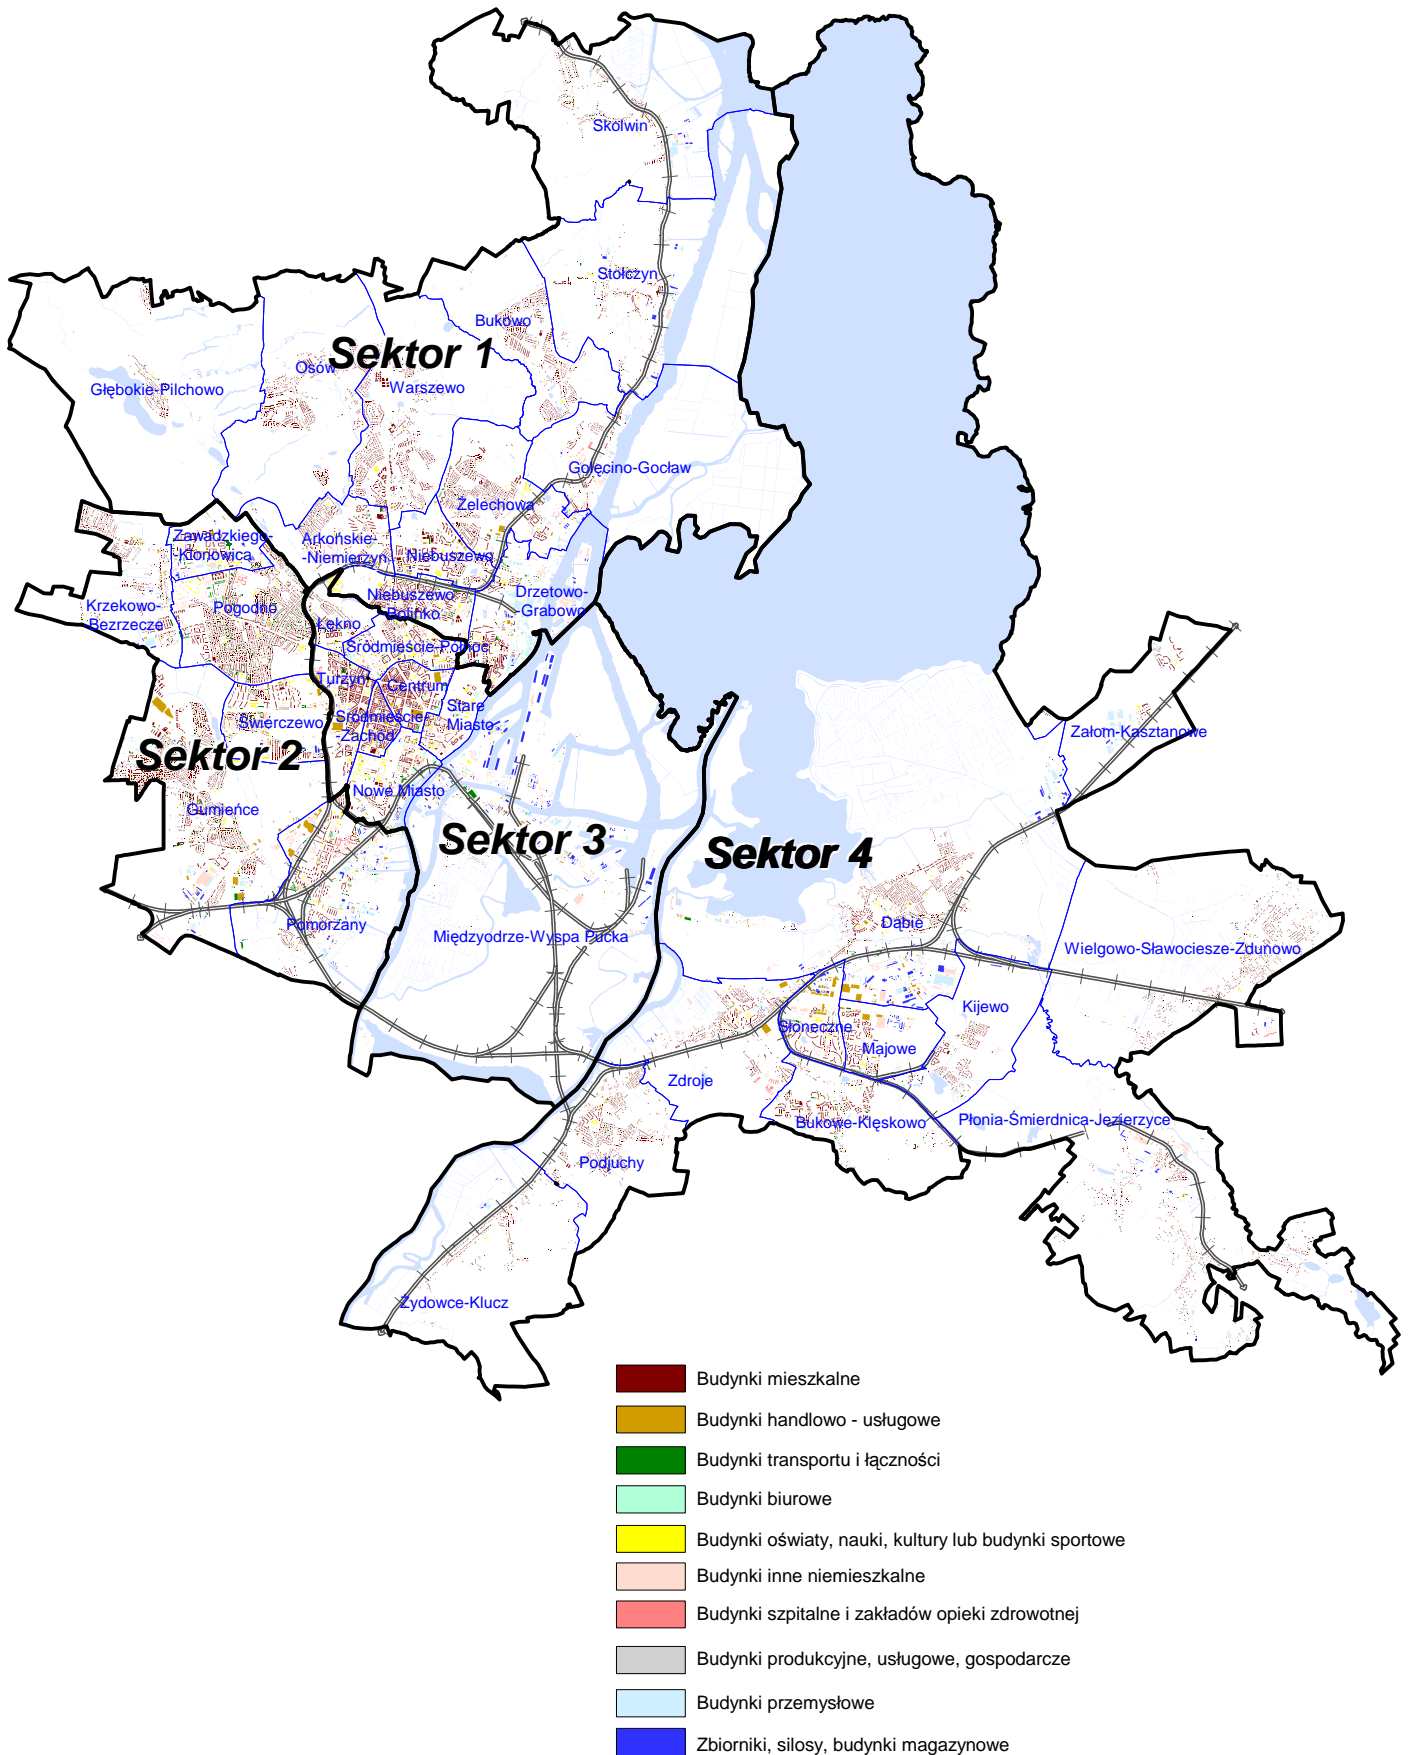 Skolwin
Stołczyn
Bukowo
Sektor 1
Osów
Warszewo
Głębokie-Pilchowo
Golęcino-Gocław
Żelechowa
Zawadzkiego-
-Klonowica
Arkońskie-
-Niemierzyn
Niebuszewo
Drzetowo-
-Grabowo
Niebuszewo
Bolinko
Krzekowo-
Bezrzecze
Pogodno
Łękno
Śródmieście-Północ
Turzyn
Centrum
Stare
Miasto
Śródmieście-
-Zachód
Świerczewo
Sektor 2
Załom-Kasztanowe
Nowe Miasto
Gumieńce
Sektor 3
Sektor 4
Pomorzany
Międzyodrze-Wyspa Pucka
Dąbie
Wielgowo-Sławociesze-Zdunowo
Kijewo
Słoneczne
Majowe
Zdroje
Bukowe-Klęskowo
Płonia-Śmierdnica-Jezierzyce
Podjuchy
Żydowce-Klucz
Budynki mieszkalne
Budynki handlowo - usługowe
Budynki transportu i łączności
Budynki biurowe
Budynki oświaty, nauki, kultury lub budynki sportowe
Budynki inne niemieszkalne
Budynki szpitalne i zakładów opieki zdrowotnej
Budynki produkcyjne, usługowe, gospodarcze
Budynki przemysłowe
Zbiorniki, silosy, budynki magazynowe